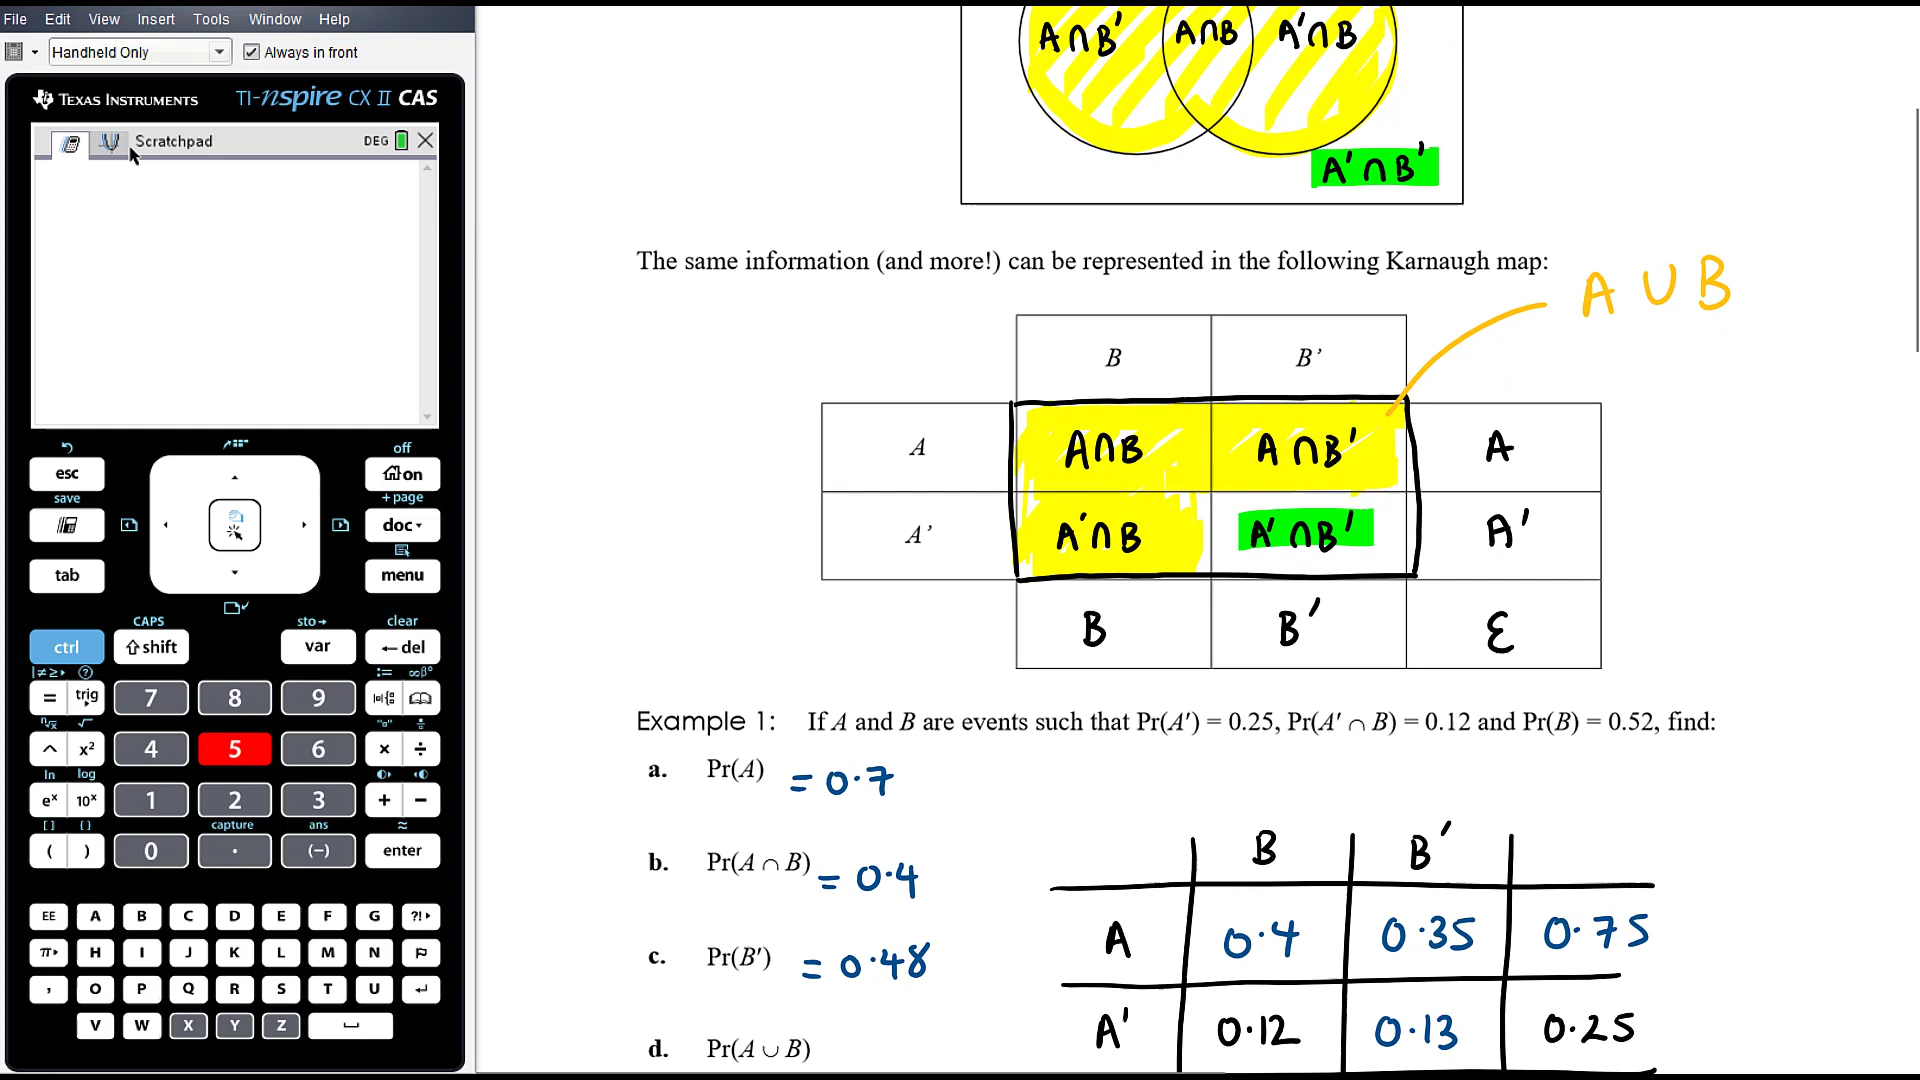 File Edit View Insert Tools Window Help
Handheld Only Always in front
TEXAS INSTRUMENTS TI-nspire CX II CAS
Scratchpad DEG
off
esc on
save + page
doc
tab menu
CAPS sto→ clear
ctrl ⇧shift var ←del
= trig 7 8 9
^ x² 4 5 6 × ÷
ln log
eˣ 10ˣ 1 2 3 + −
[ ] { } capture ans ≈
( ) 0 . (−) enter
EE A B C D E F G ?!▸
π▸ H I J K L M N
, O P Q R S T U ↵
V W X Y Z
A∩B' A∩B A'∩B
A'∩B'
The same information (and more!) can be represented in the following Karnaugh map:
A ∪ B
B B’
A A∩B A∩B' A
A’ A'∩B A'∩B' A'
B B' Ɛ
Example 1: If A and B are events such that Pr(A′) = 0.25, Pr(A′ ∩ B) = 0.12 and Pr(B) = 0.52, find:
a. Pr(A) = 0.7
b. Pr(A ∩ B) = 0.4
c. Pr(B′) = 0.48
d. Pr(A ∪ B)
B B'
A 0.4 0.35 0.75
A' 0.12 0.13 0.25